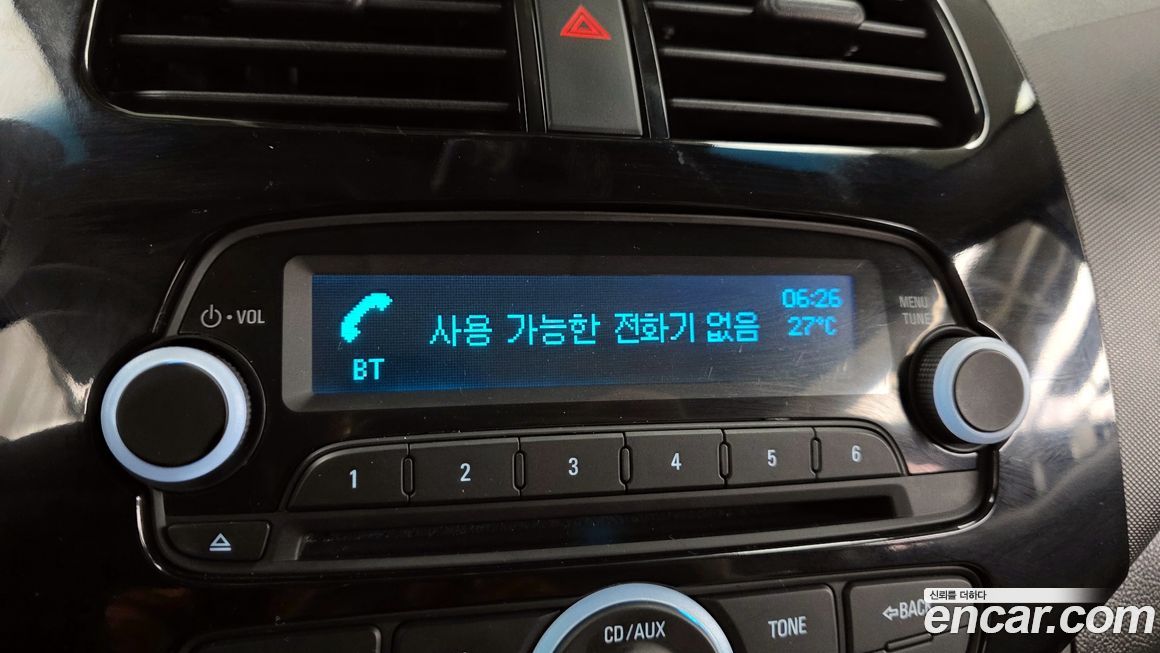 06:26
사용 가능한 전화기 없음
27°C
BT
VOL
MENU
TUNE
1 2 3 4 5 6
CD/AUX
TONE
BACK
신뢰를 더하다
encar.com